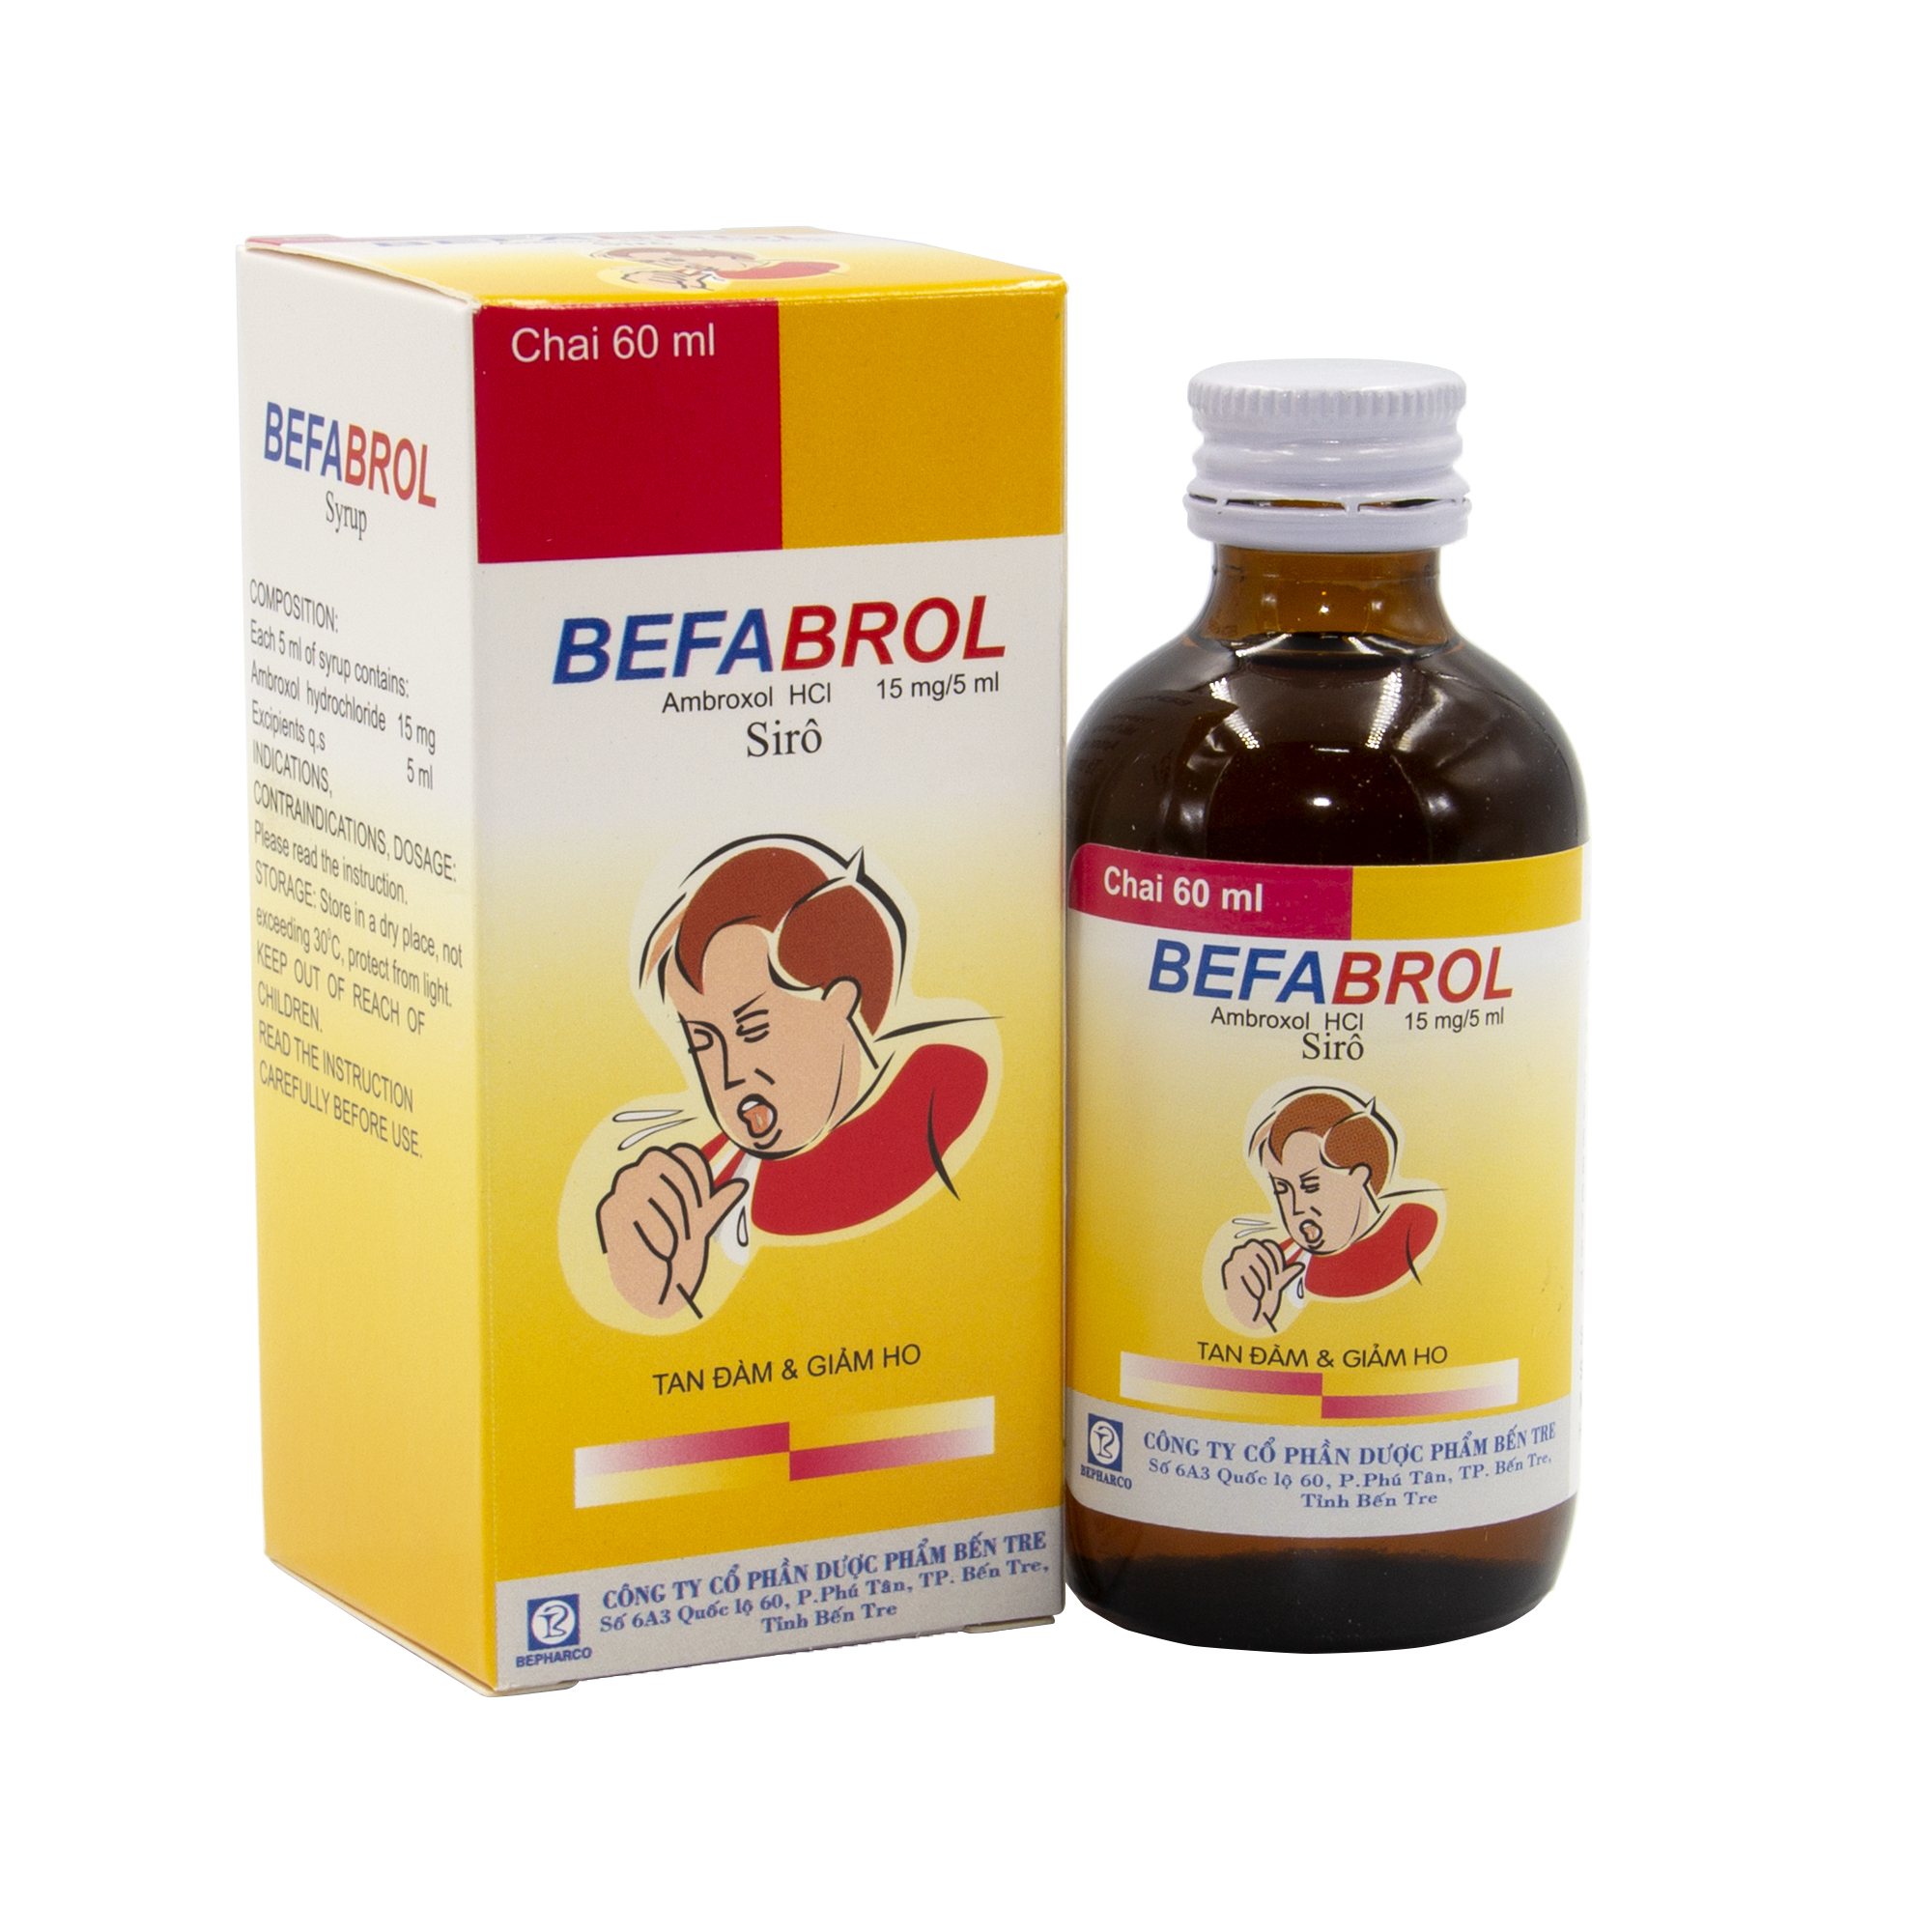 BEFABROL
Syrup
COMPOSITION:
Each 5 ml of syrup contains:
Ambroxol hydrochloride 15 mg
Excipients q.s 5 ml
INDICATIONS,
CONTRAINDICATIONS, DOSAGE:
Please read the instruction.
STORAGE: Store in a dry place, not
exceeding 30°C, protect from light.
KEEP OUT OF REACH OF
CHILDREN.
READ THE INSTRUCTION
CAREFULLY BEFORE USE.
BEFABROL
Chai 60 ml
BEFABROL
Ambroxol HCl 15 mg/5 ml
Sirô
TAN ĐÀM & GIẢM HO
BEPHARCO
CÔNG TY CỔ PHẦN DƯỢC PHẨM BẾN TRE
Số 6A3 Quốc lộ 60, P.Phú Tân, TP. Bến Tre,
Tỉnh Bến Tre
Chai 60 ml
BEFABROL
Ambroxol HCl 15 mg/5 ml
Sirô
TAN ĐÀM & GIẢM HO
BEPHARCO
CÔNG TY CỔ PHẦN DƯỢC PHẨM BẾN TRE
Số 6A3 Quốc lộ 60, P.Phú Tân, TP. Bến Tre,
Tỉnh Bến Tre